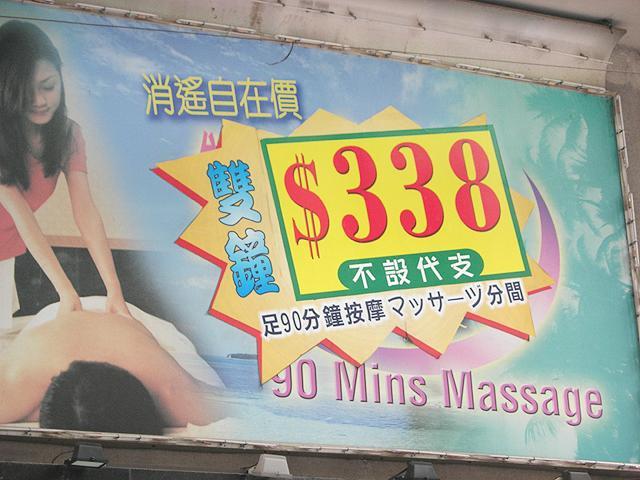 消遙自在價
雙鐘
$338
不設代支
足90分鐘按摩マッサーヅ分間
90 Mins Massage